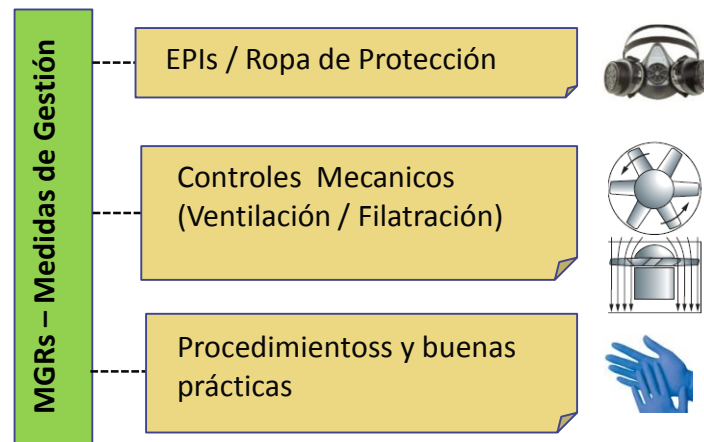 MGRs – Medidas de Gestión
EPIs / Ropa de Protección
Controles Mecanicos
(Ventilación / Filatración)
Procedimientoss y buenas
prácticas